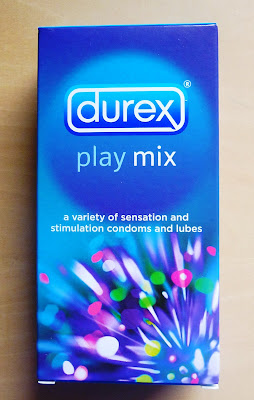 durex®
play mix
a variety of sensation and
stimulation condoms and lubes